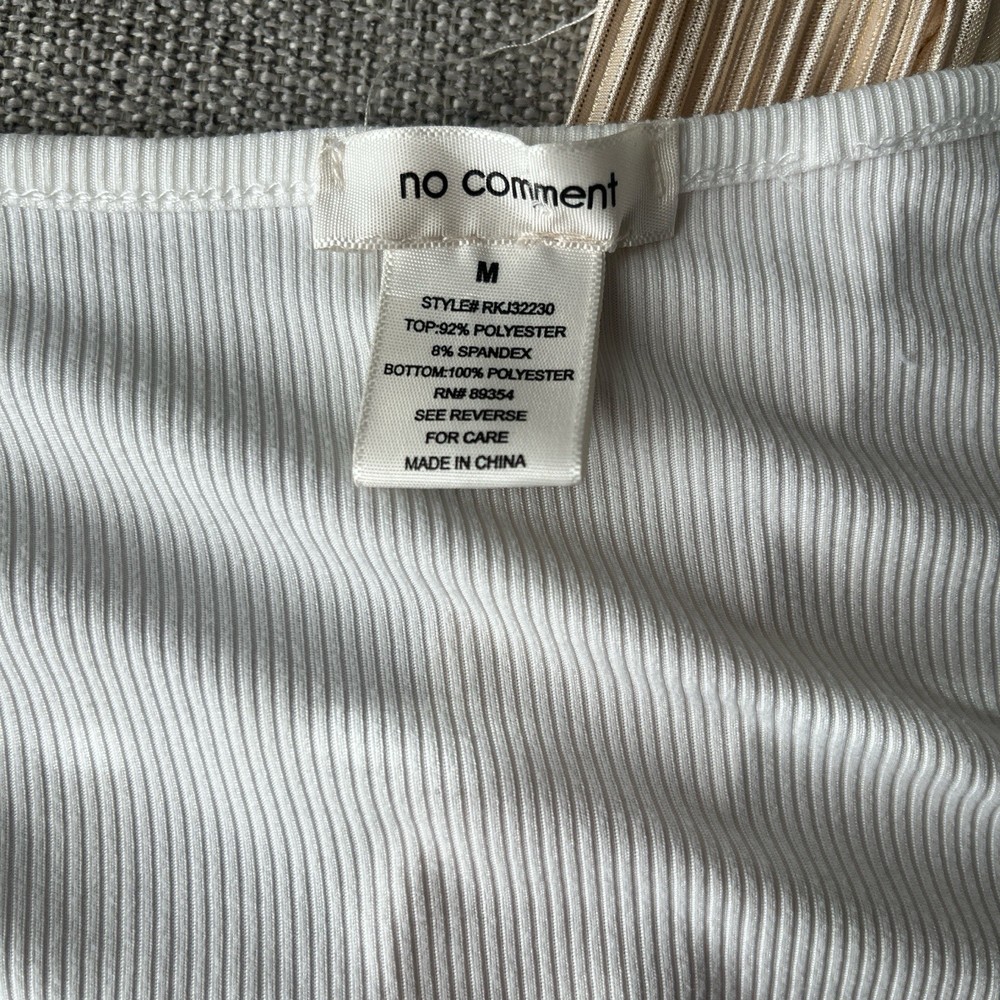 no comment
M
STYLE# RKJ32230
TOP:92% POLYESTER
8% SPANDEX
BOTTOM:100% POLYESTER
RN# 89354
SEE REVERSE
FOR CARE
MADE IN CHINA